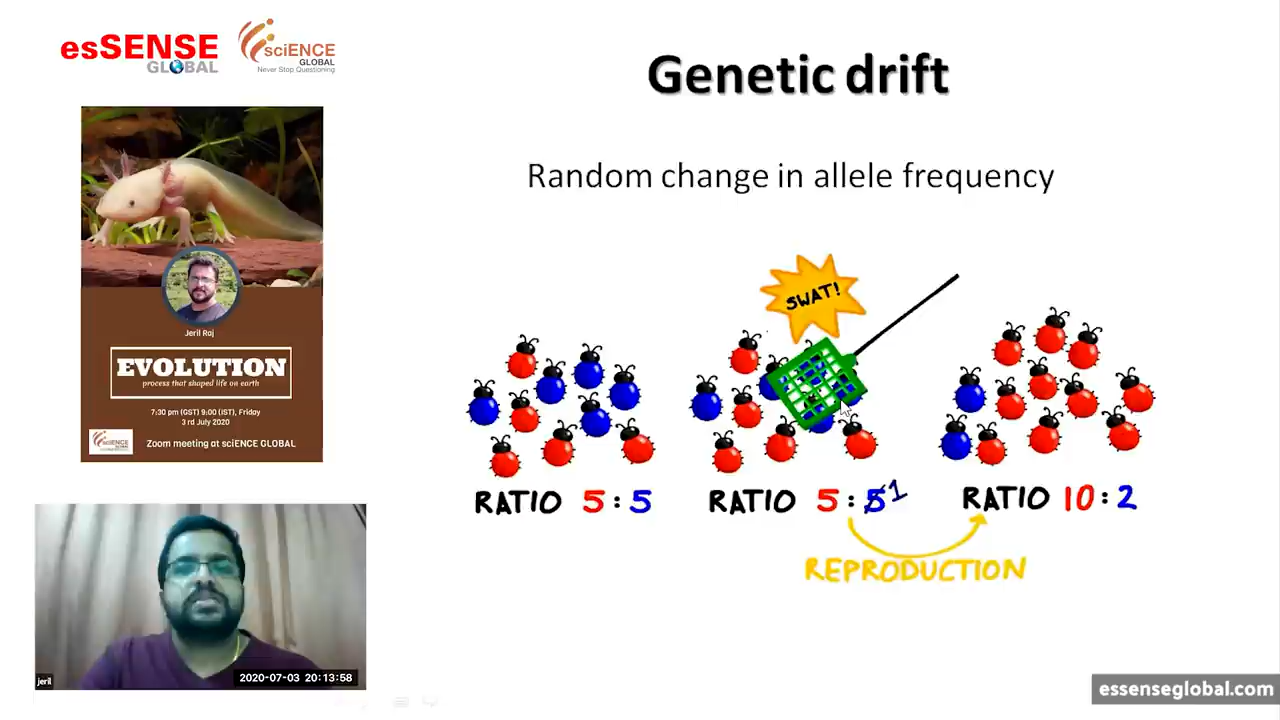 esSENSE
GLOBAL
sciENCE
GLOBAL
Never Stop Questioning
Genetic drift
Random change in allele frequency
Jeril Raj
EVOLUTION
process that shaped life on earth
7:30 pm (GST) 9:00 (IST), Friday
3 rd July 2020
Zoom meeting at sciENCE GLOBAL
SWAT!
RATIO 5:5
RATIO 5:5 1
RATIO 10:2
REPRODUCTION
jeril
2020-07-03 20:13:58
essenseglobal.com